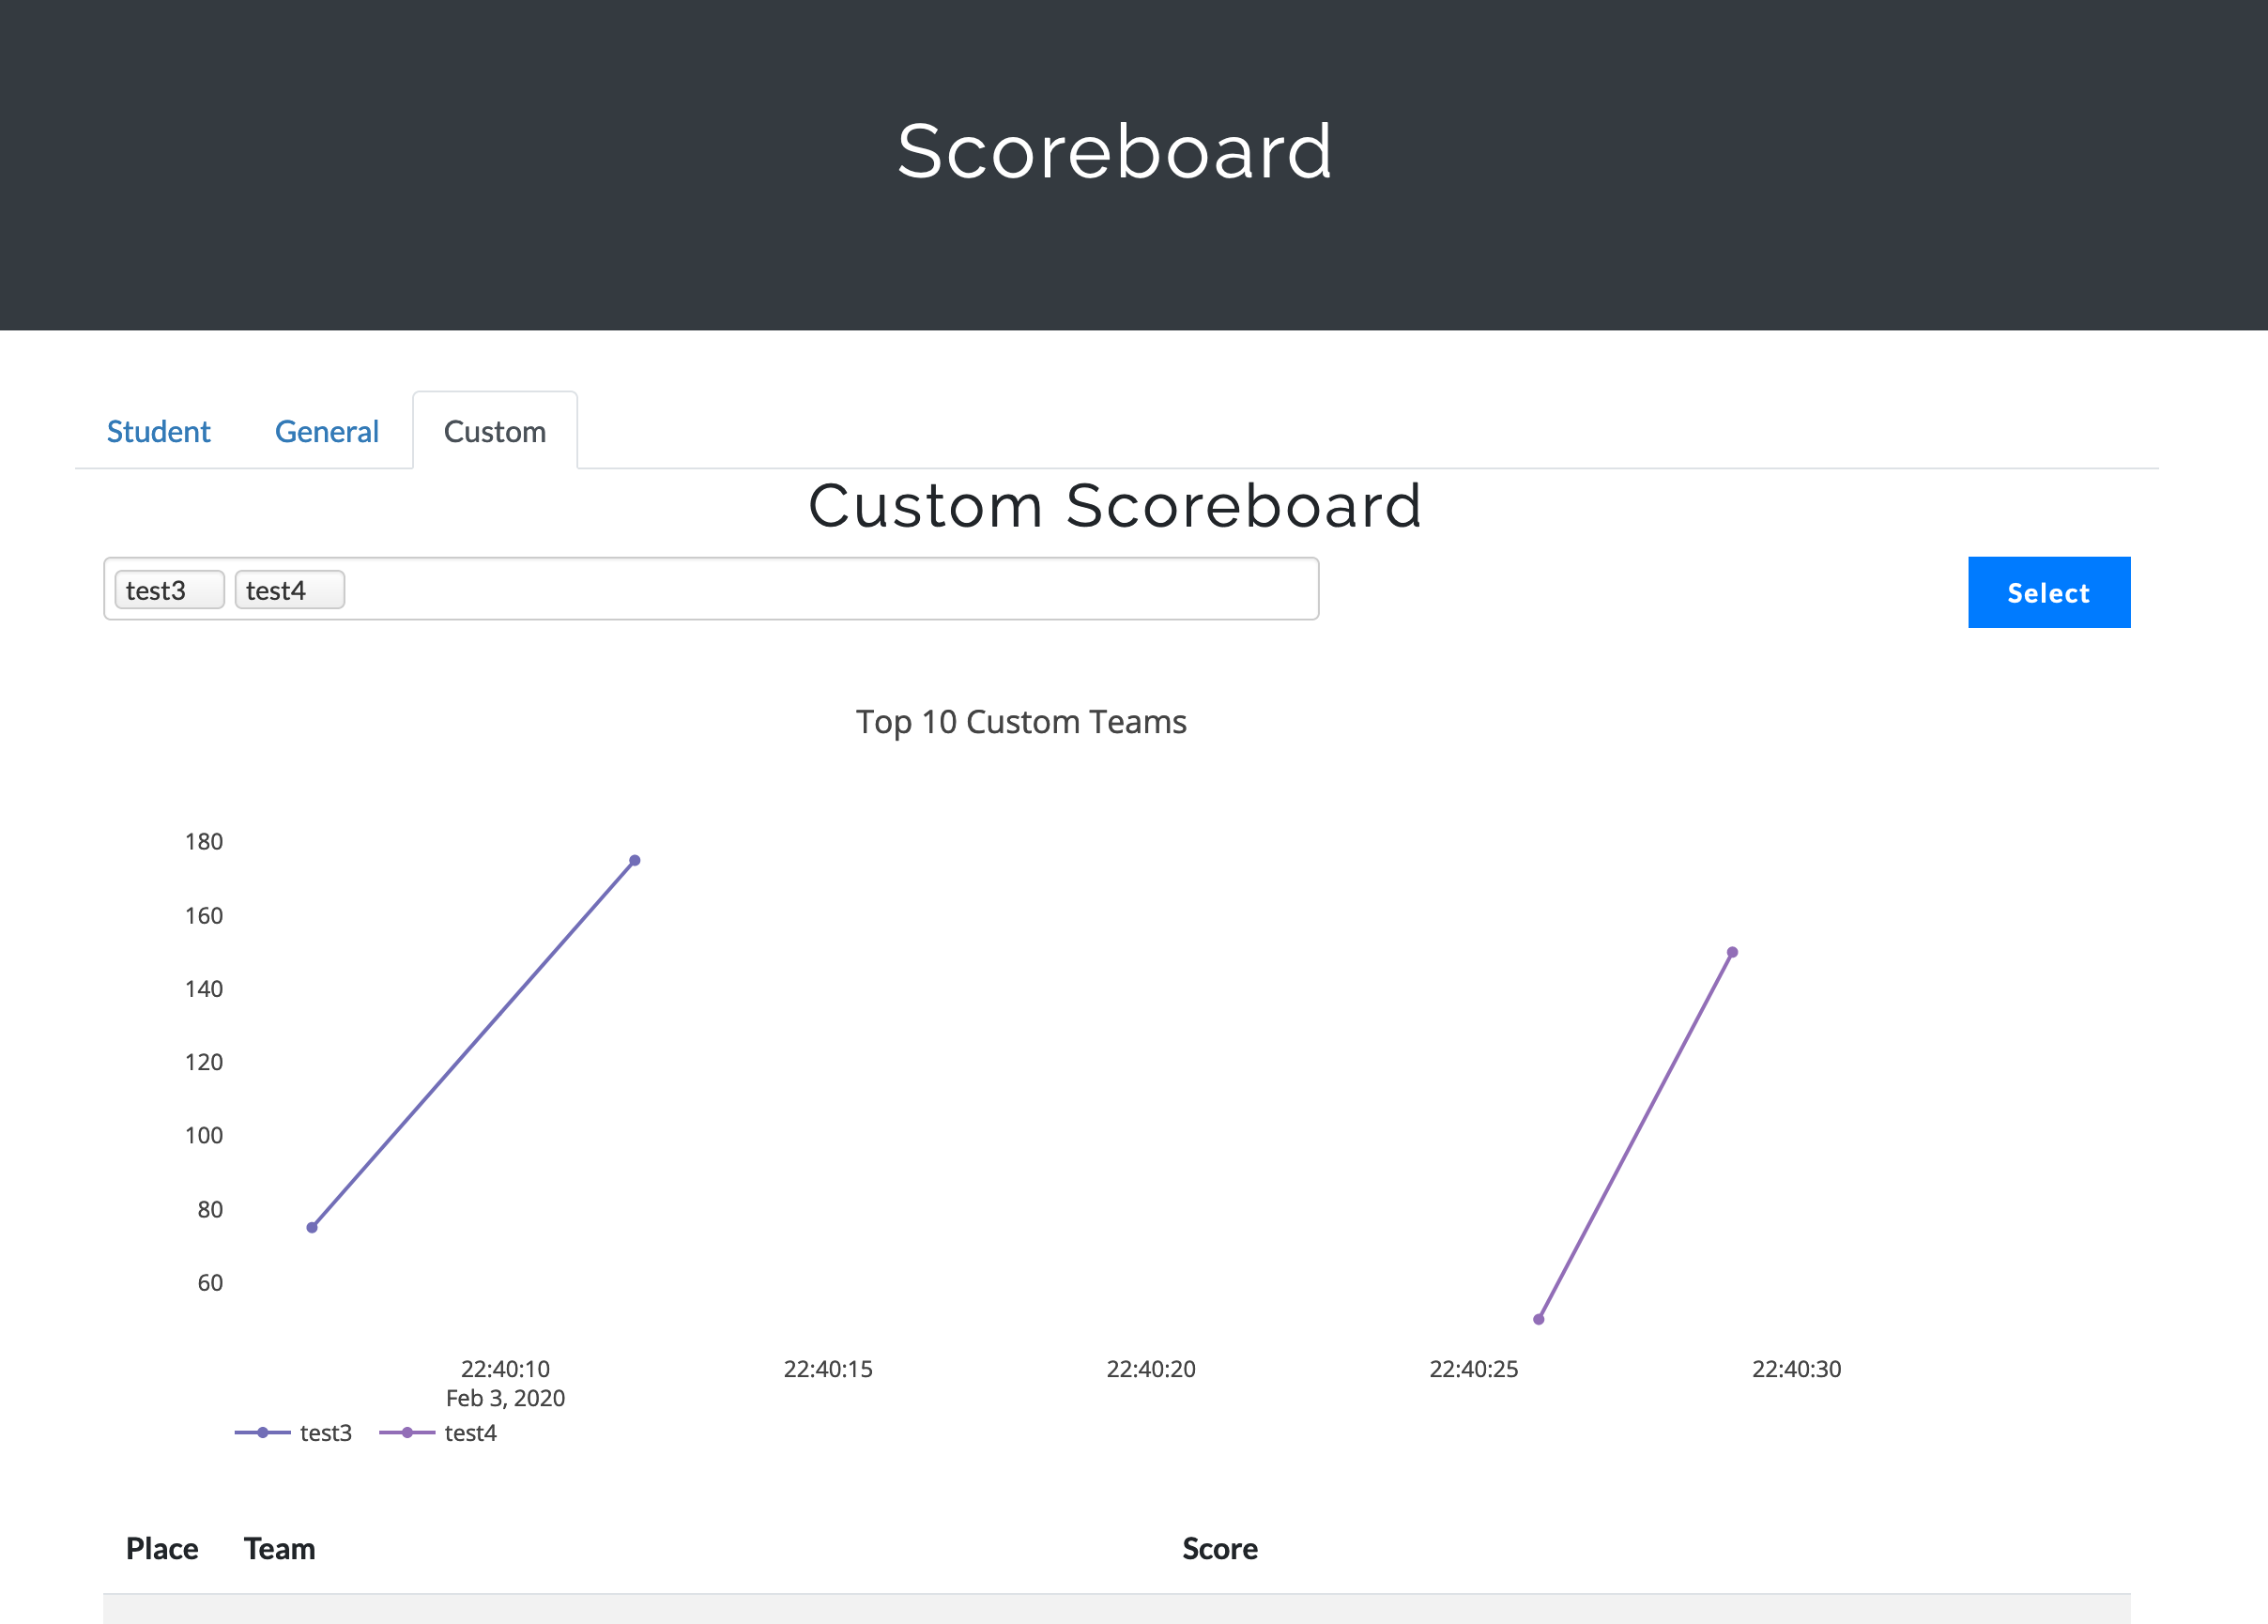 Scoreboard
Student General Custom
Custom Scoreboard
test3 test4
Select
Top 10 Custom Teams
180
160
140
120
100
80
60
22:40:10 22:40:15 22:40:20 22:40:25 22:40:30
Feb 3, 2020
test3 test4
Place Team Score